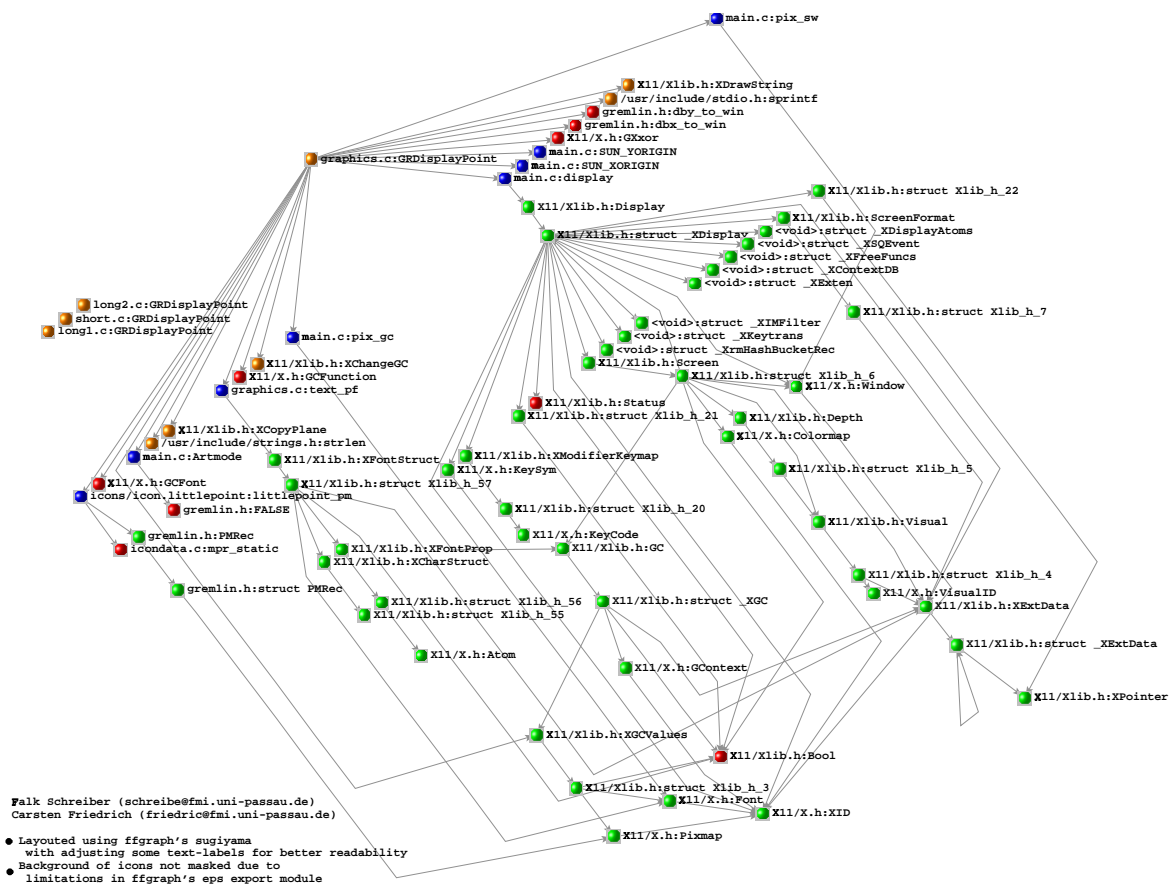 main.c:pix_sw
X11/Xlib.h:XDrawString
/usr/include/stdio.h:sprintf
gremlin.h:dby_to_win
gremlin.h:dbx_to_win
X11/X.h:GXxor
main.c:SUN_YORIGIN
graphics.c:GRDisplayPoint
main.c:SUN_XORIGIN
main.c:display
X11/Xlib.h:struct Xlib_h_22
X11/Xlib.h:Display
X11/Xlib.h:ScreenFormat
<void>:struct _XDisplayAtoms
X11/Xlib.h:struct _XDisplay
<void>:struct _XSQEvent
<void>:struct _XFreeFuncs
<void>:struct _XContextDB
<void>:struct _XExten
long2.c:GRDisplayPoint
X11/Xlib.h:struct Xlib_h_7
short.c:GRDisplayPoint
<void>:struct _XIMFilter
long1.c:GRDisplayPoint
<void>:struct _XKeytrans
main.c:pix_gc
<void>:struct _XrmHashBucketRec
X11/Xlib.h:XChangeGC
X11/Xlib.h:Screen
X11/X.h:GCFunction
X11/Xlib.h:struct Xlib_h_6
graphics.c:text_pf
X11/X.h:Window
X11/Xlib.h:Status
X11/Xlib.h:struct Xlib_h_21
X11/Xlib.h:Depth
X11/Xlib.h:XCopyPlane
X11/X.h:Colormap
/usr/include/strings.h:strlen
main.c:Artmode
X11/Xlib.h:XModifierKeymap
X11/Xlib.h:XFontStruct
X11/X.h:KeySym
X11/Xlib.h:struct Xlib_h_5
X11/X.h:GCFont
X11/Xlib.h:struct Xlib_h_57
icons/icon.littlepoint:littlepoint_pm
gremlin.h:FALSE
X11/Xlib.h:struct Xlib_h_20
X11/Xlib.h:Visual
gremlin.h:PMRec
X11/X.h:KeyCode
icondata.c:mpr_static
X11/Xlib.h:XFontProp
X11/Xlib.h:GC
X11/Xlib.h:XCharStruct
X11/Xlib.h:struct Xlib_h_4
gremlin.h:struct PMRec
X11/X.h:VisualID
X11/Xlib.h:struct Xlib_h_56
X11/Xlib.h:struct _XGC
X11/Xlib.h:XExtData
X11/Xlib.h:struct Xlib_h_55
X11/Xlib.h:struct _XExtData
X11/X.h:Atom
X11/X.h:GContext
X11/Xlib.h:XPointer
X11/Xlib.h:XGCValues
X11/Xlib.h:Bool
X11/Xlib.h:struct Xlib_h_3
X11/X.h:Font
X11/X.h:XID
X11/X.h:Pixmap
Falk Schreiber (schreibe@fmi.uni-passau.de)
Carsten Friedrich (friedric@fmi.uni-passau.de)
● Layouted using ffgraph's sugiyama
with adjusting some text-labels for better readability
● Background of icons not masked due to
limitations in ffgraph's eps export module